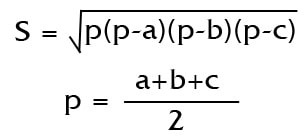 S = √p(p-a)(p-b)(p-c)
p = a+b+c / 2